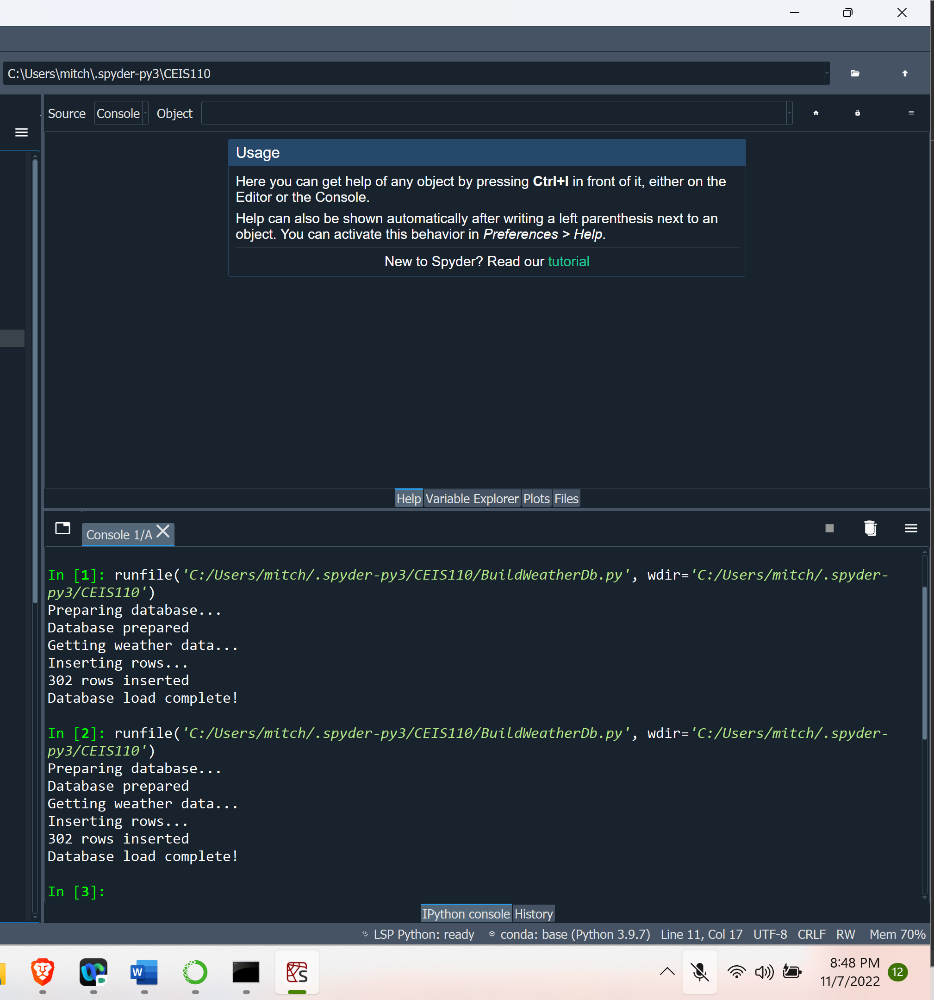 C:\Users\mitch\.spyder-py3\CEIS110
Source Console Object
Usage
Here you can get help of any object by pressing Ctrl+I in front of it, either on the
Editor or the Console.
Help can also be shown automatically after writing a left parenthesis next to an
object. You can activate this behavior in Preferences > Help.
New to Spyder? Read our tutorial
Help Variable Explorer Plots Files
Console 1/A
In [1]: runfile('C:/Users/mitch/.spyder-py3/CEIS110/BuildWeatherDb.py', wdir='C:/Users/mitch/.spyder-
py3/CEIS110')
Preparing database...
Database prepared
Getting weather data...
Inserting rows...
302 rows inserted
Database load complete!
In [2]: runfile('C:/Users/mitch/.spyder-py3/CEIS110/BuildWeatherDb.py', wdir='C:/Users/mitch/.spyder-
py3/CEIS110')
Preparing database...
Database prepared
Getting weather data...
Inserting rows...
302 rows inserted
Database load complete!
In [3]:
IPython console History
LSP Python: ready conda: base (Python 3.9.7) Line 11, Col 17 UTF-8 CRLF RW Mem 70%
W
S
8:48 PM
11/7/2022
12